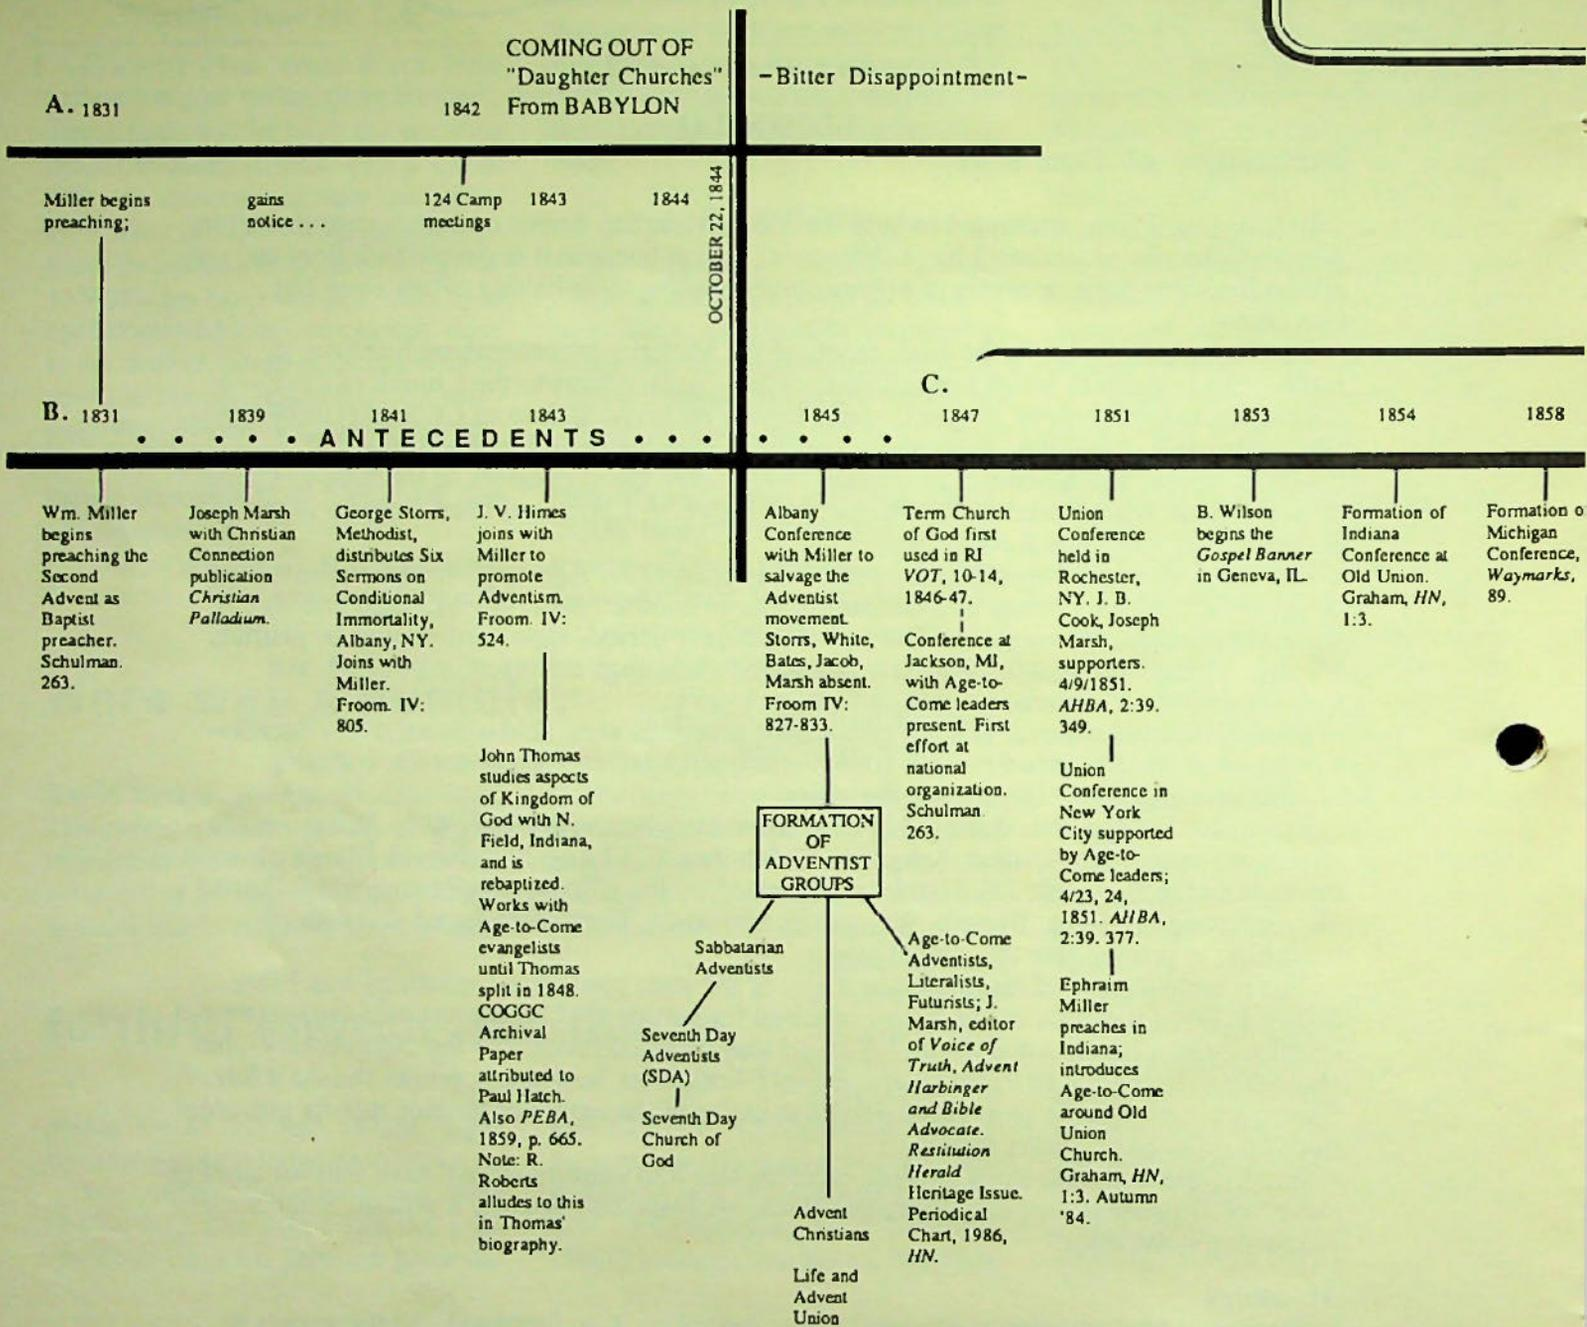 COMING OUT OF
"Daughter Churches"
From BABYLON
-Bitter Disappointment-
A. 1831
1842
Miller begins
preaching;
gains
notice . . .
124 Camp
meetings
1843
1844
OCTOBER 22, 1844
C.
B. 1831
1839
1841
1843
1845
1847
1851
1853
1854
1858
. . . . . ANTECEDENTS . . . . . . .
Wm. Miller
begins
preaching the
Second
Advent as
Baptist
preacher.
Schulman.
263.
Joseph Marsh
with Christian
Connection
publication
Christian
Palladium.
George Storrs,
Methodist,
distributes Six
Sermons on
Conditional
Immortality,
Albany, NY.
Joins with
Miller.
Froom. IV:
805.
J. V. Himes
joins with
Miller to
promote
Adventism.
Froom. IV:
524.
John Thomas
studies aspects
of Kingdom of
God with N.
Field, Indiana,
and is
rebaptized.
Works with
Age-to-Come
evangelists
until Thomas
split in 1848.
COGGC
Archival
Paper
attributed to
Paul Hatch.
Also PEBA,
1859, p. 665.
Note: R.
Roberts
alludes to this
in Thomas'
biography.
Albany
Conference
with Miller to
salvage the
Adventist
movement.
Storrs, White,
Bates, Jacob,
Marsh absent.
Froom IV:
827-833.
FORMATION
OF
ADVENTIST
GROUPS
Sabbatarian
Adventists
Seventh Day
Adventists
(SDA)
Seventh Day
Church of
God
Advent
Christians
Life and
Advent
Union
Age-to-Come
Adventists,
Literalists,
Futurists; J.
Marsh, editor
of Voice of
Truth, Advent
Harbinger
and Bible
Advocate.
Restitution
Herald
Heritage Issue.
Periodical
Chart, 1986,
HN.
Term Church
of God first
used in RI
VOT, 10-14,
1846-47.
Conference at
Jackson, MI,
with Age-to-
Come leaders
present. First
effort at
national
organization.
Schulman
263.
Union
Conference
held in
Rochester,
NY. J. B.
Cook, Joseph
Marsh,
supporters.
4/9/1851.
AHBA, 2:39.
349.
Union
Conference in
New York
City supported
by Age-to-
Come leaders;
4/23, 24,
1851. AHBA,
2:39. 377.
Ephraim
Miller
preaches in
Indiana;
introduces
Age-to-Come
around Old
Union
Church.
Graham, HN,
1:3. Autumn
'84.
B. Wilson
begins the
Gospel Banner
in Geneva, IL.
Formation of
Indiana
Conference at
Old Union.
Graham, HN,
1:3.
Formation o
Michigan
Conference,
Waymarks,
89.